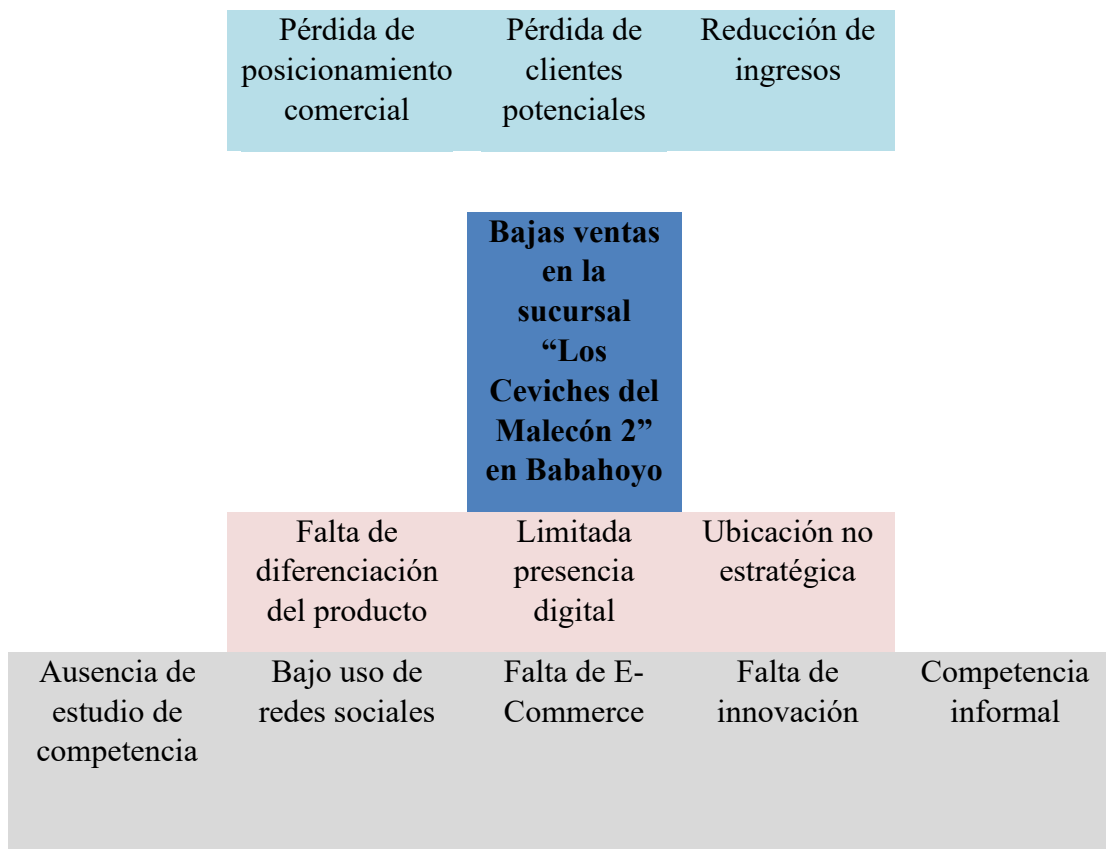 Pérdida de
posicionamiento
comercial
Pérdida de
clientes
potenciales
Reducción de
ingresos
Bajas ventas
en la
sucursal
“Los
Ceviches del
Malecón 2”
en Babahoyo
Falta de
diferenciación
del producto
Limitada
presencia
digital
Ubicación no
estratégica
Ausencia de
estudio de
competencia
Bajo uso de
redes sociales
Falta de E-
Commerce
Falta de
innovación
Competencia
informal